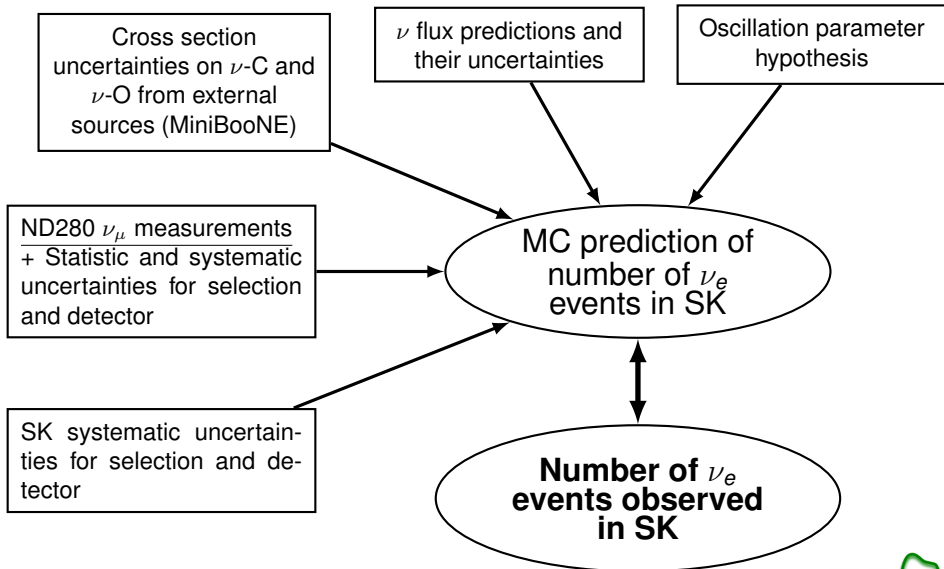 Cross section
uncertainties on ν-C and
ν-O from external
sources (MiniBooNE)
ν flux predictions and
their uncertainties
Oscillation parameter
hypothesis
ND280 νμ measurements
+ Statistic and systematic
uncertainties for selection
and detector
MC prediction of
number of νe
events in SK
SK systematic uncertain-
ties for selection and de-
tector
Number of νe
events observed
in SK